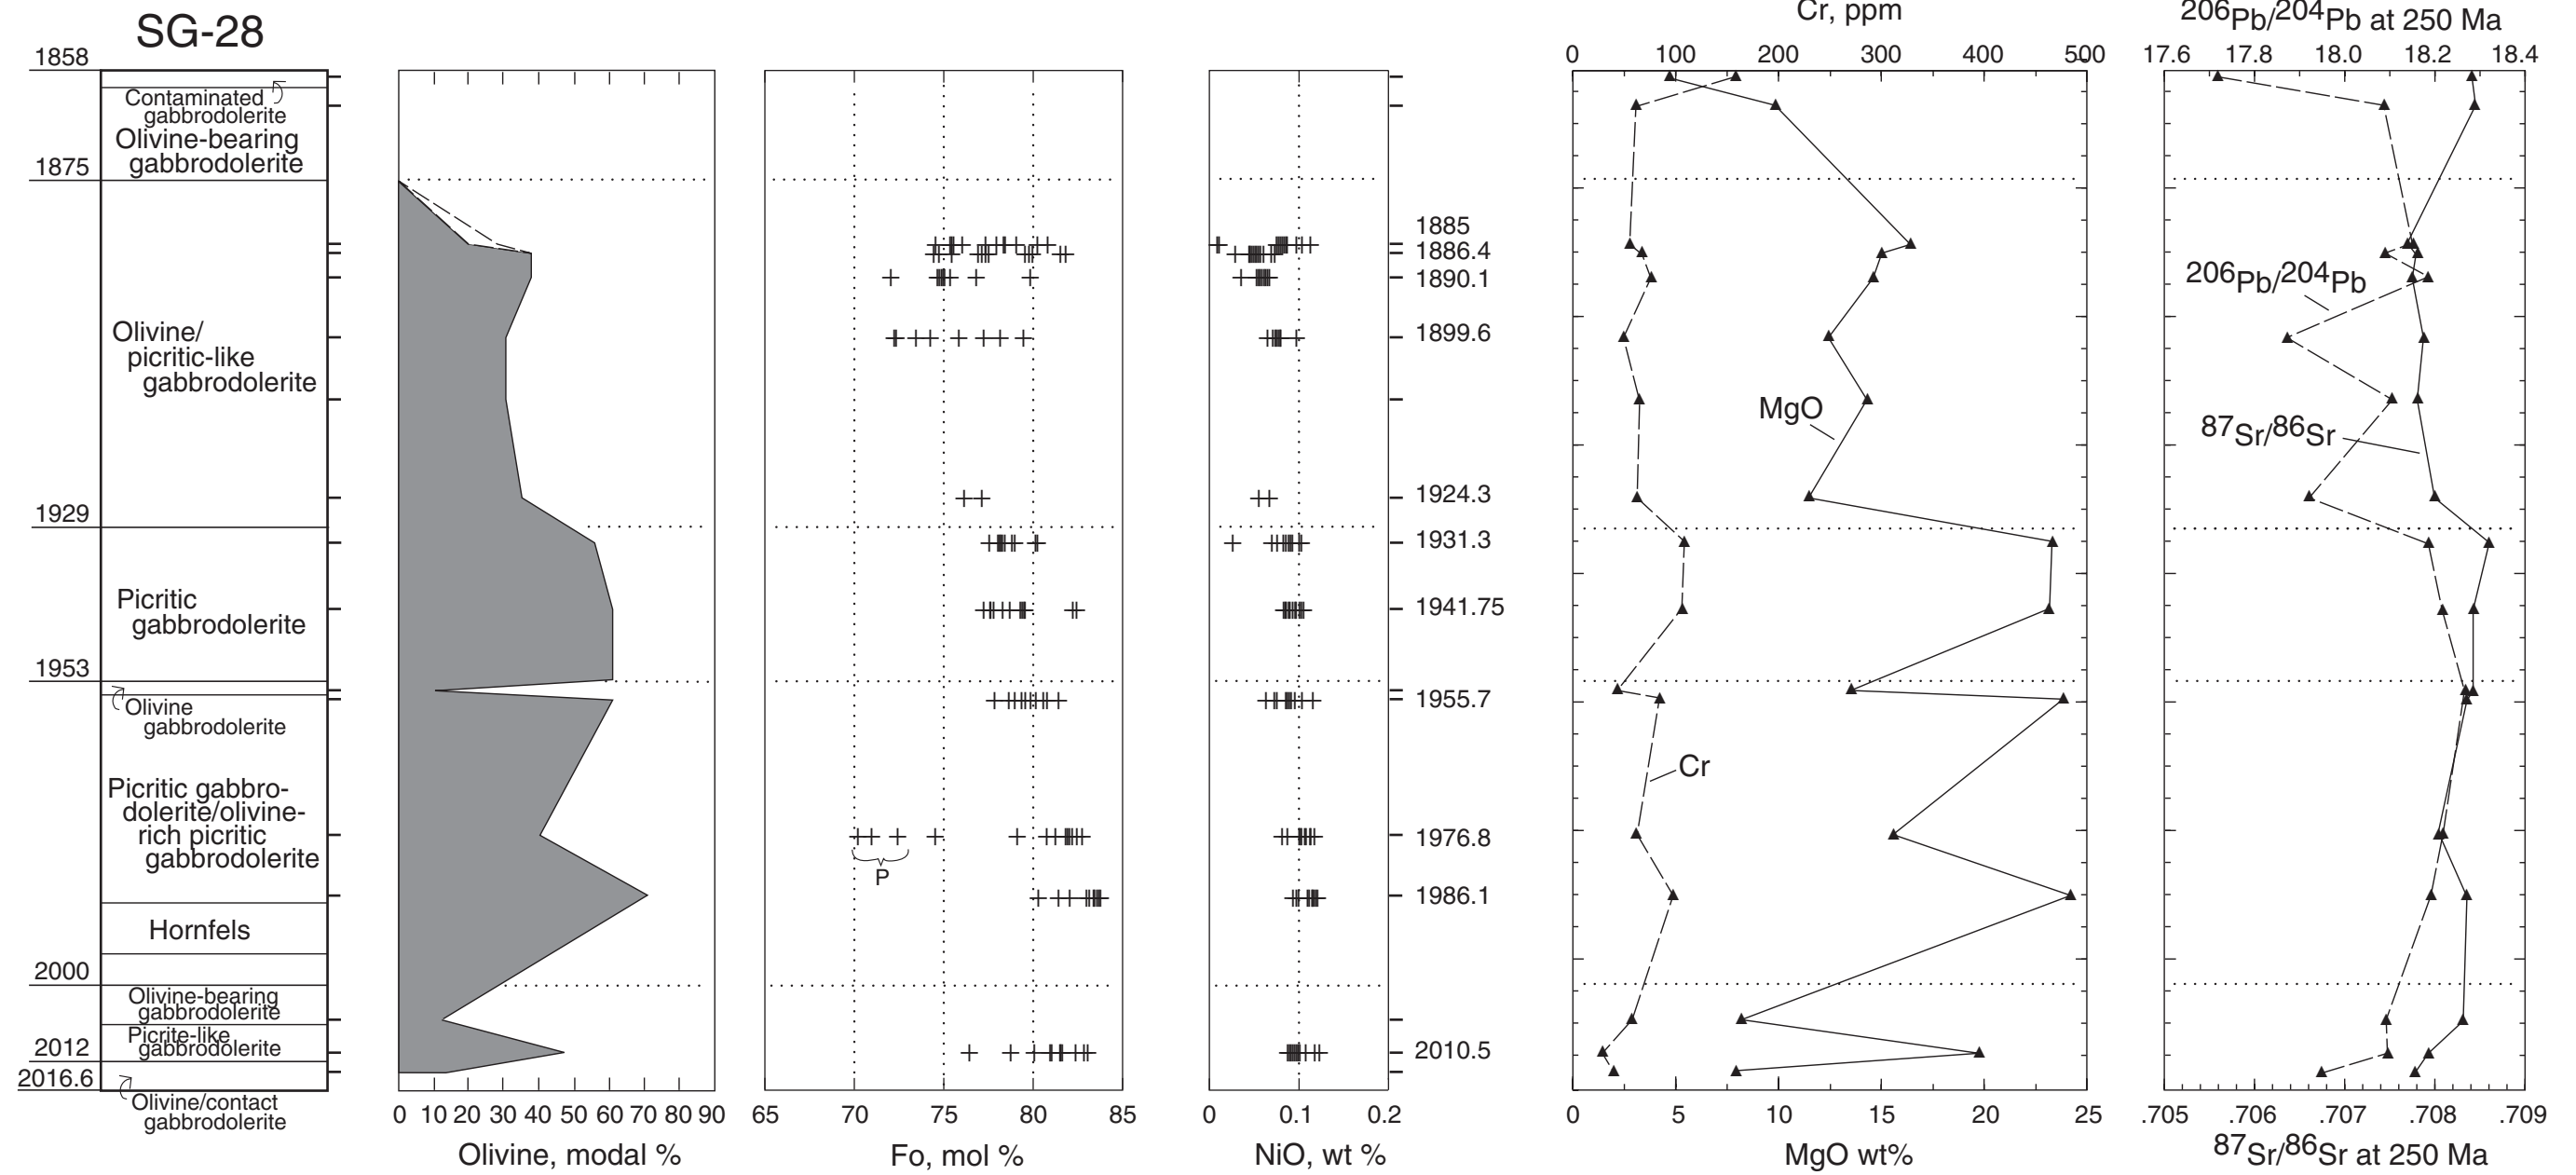 SG-28
1858
Contaminated
gabbrodolerite
Olivine-bearing
gabbrodolerite
1875
Olivine/
picritic-like
gabbrodolerite
1929
Picritic
gabbrodolerite
1953
Olivine
gabbrodolerite
Picritic gabbro-
dolerite/olivine-
rich picritic
gabbrodolerite
Hornfels
2000
Olivine-bearing
gabbrodolerite
Picrite-like
gabbrodolerite
2012
2016.6
Olivine/contact
gabbrodolerite
0 10 20 30 40 50 60 70 80 90
Olivine, modal %
P
65 70 75 80 85
Fo, mol %
0 0.1 0.2
NiO, wt %
1885
1886.4
1890.1
1899.6
1924.3
1931.3
1941.75
1955.7
1976.8
1986.1
2010.5
Cr, ppm
0 100 200 300 400 500
MgO
Cr
0 5 10 15 20 25
MgO wt%
206Pb/204Pb at 250 Ma
17.6 17.8 18.0 18.2 18.4
206Pb/204Pb
87Sr/86Sr
.705 .706 .707 .708 .709
87Sr/86Sr at 250 Ma